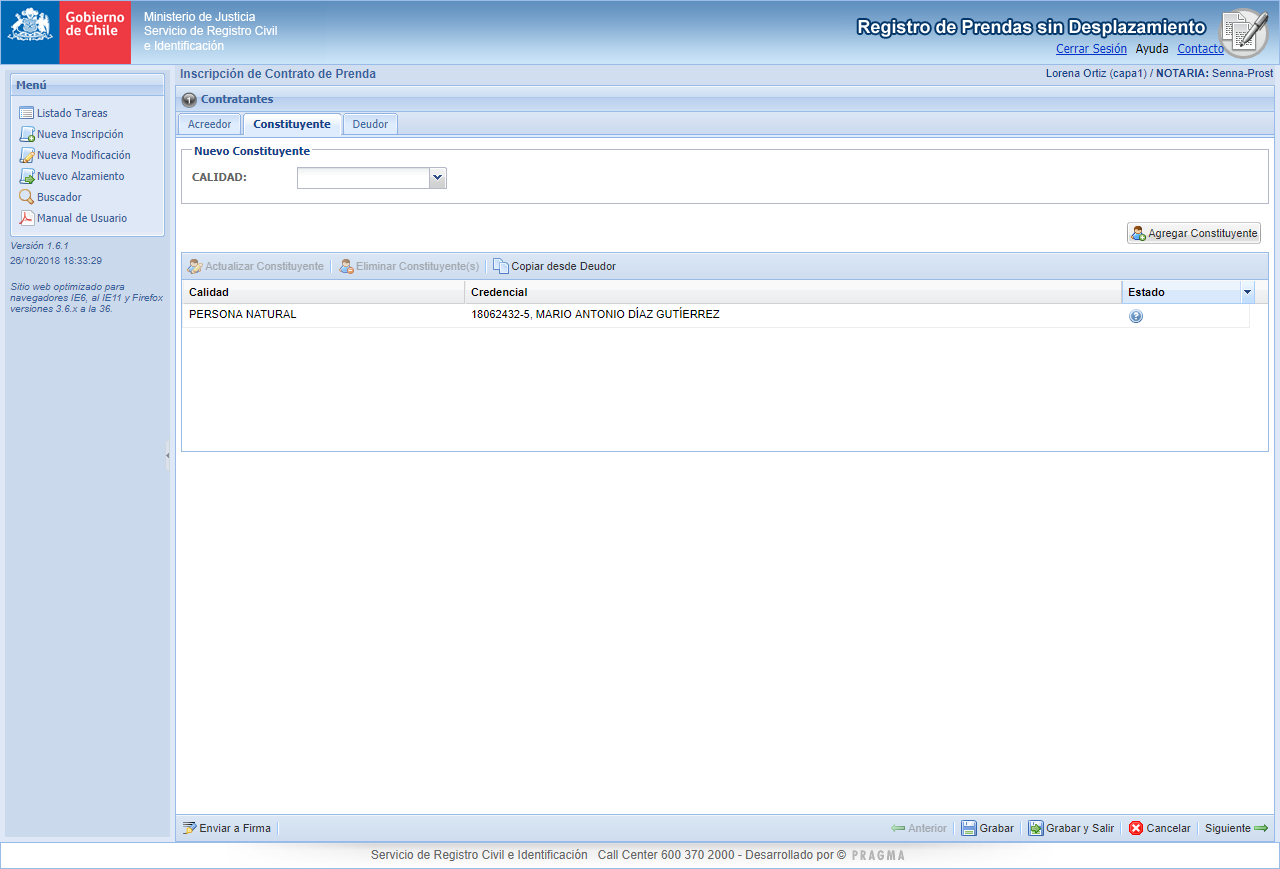 Gobierno
de Chile
Ministerio de Justicia
Servicio de Registro Civil
e Identificación
Registro de Prendas sin Desplazamiento
Cerrar Sesión Ayuda Contacto
Menú
Listado Tareas
Nueva Inscripción
Nueva Modificación
Nuevo Alzamiento
Buscador
Manual de Usuario
Versión 1.6.1
26/10/2018 18:33:29
Sitio web optimizado para
navegadores IE6, al IE11 y Firefox
versiones 3.6.x a la 36.
Inscripción de Contrato de Prenda
Lorena Ortiz (capa1) / NOTARIA: Senna-Prost
Contratantes
Acreedor Constituyente Deudor
Nuevo Constituyente
CALIDAD:
Agregar Constituyente
Actualizar Constituyente Eliminar Constituyente(s) Copiar desde Deudor
Calidad Credencial Estado
PERSONA NATURAL 18062432-5, MARIO ANTONIO DÍAZ GUTÍERREZ
Enviar a Firma Anterior Grabar Grabar y Salir Cancelar Siguiente
Servicio de Registro Civil e Identificación Call Center 600 370 2000 - Desarrollado por © PRAGMA